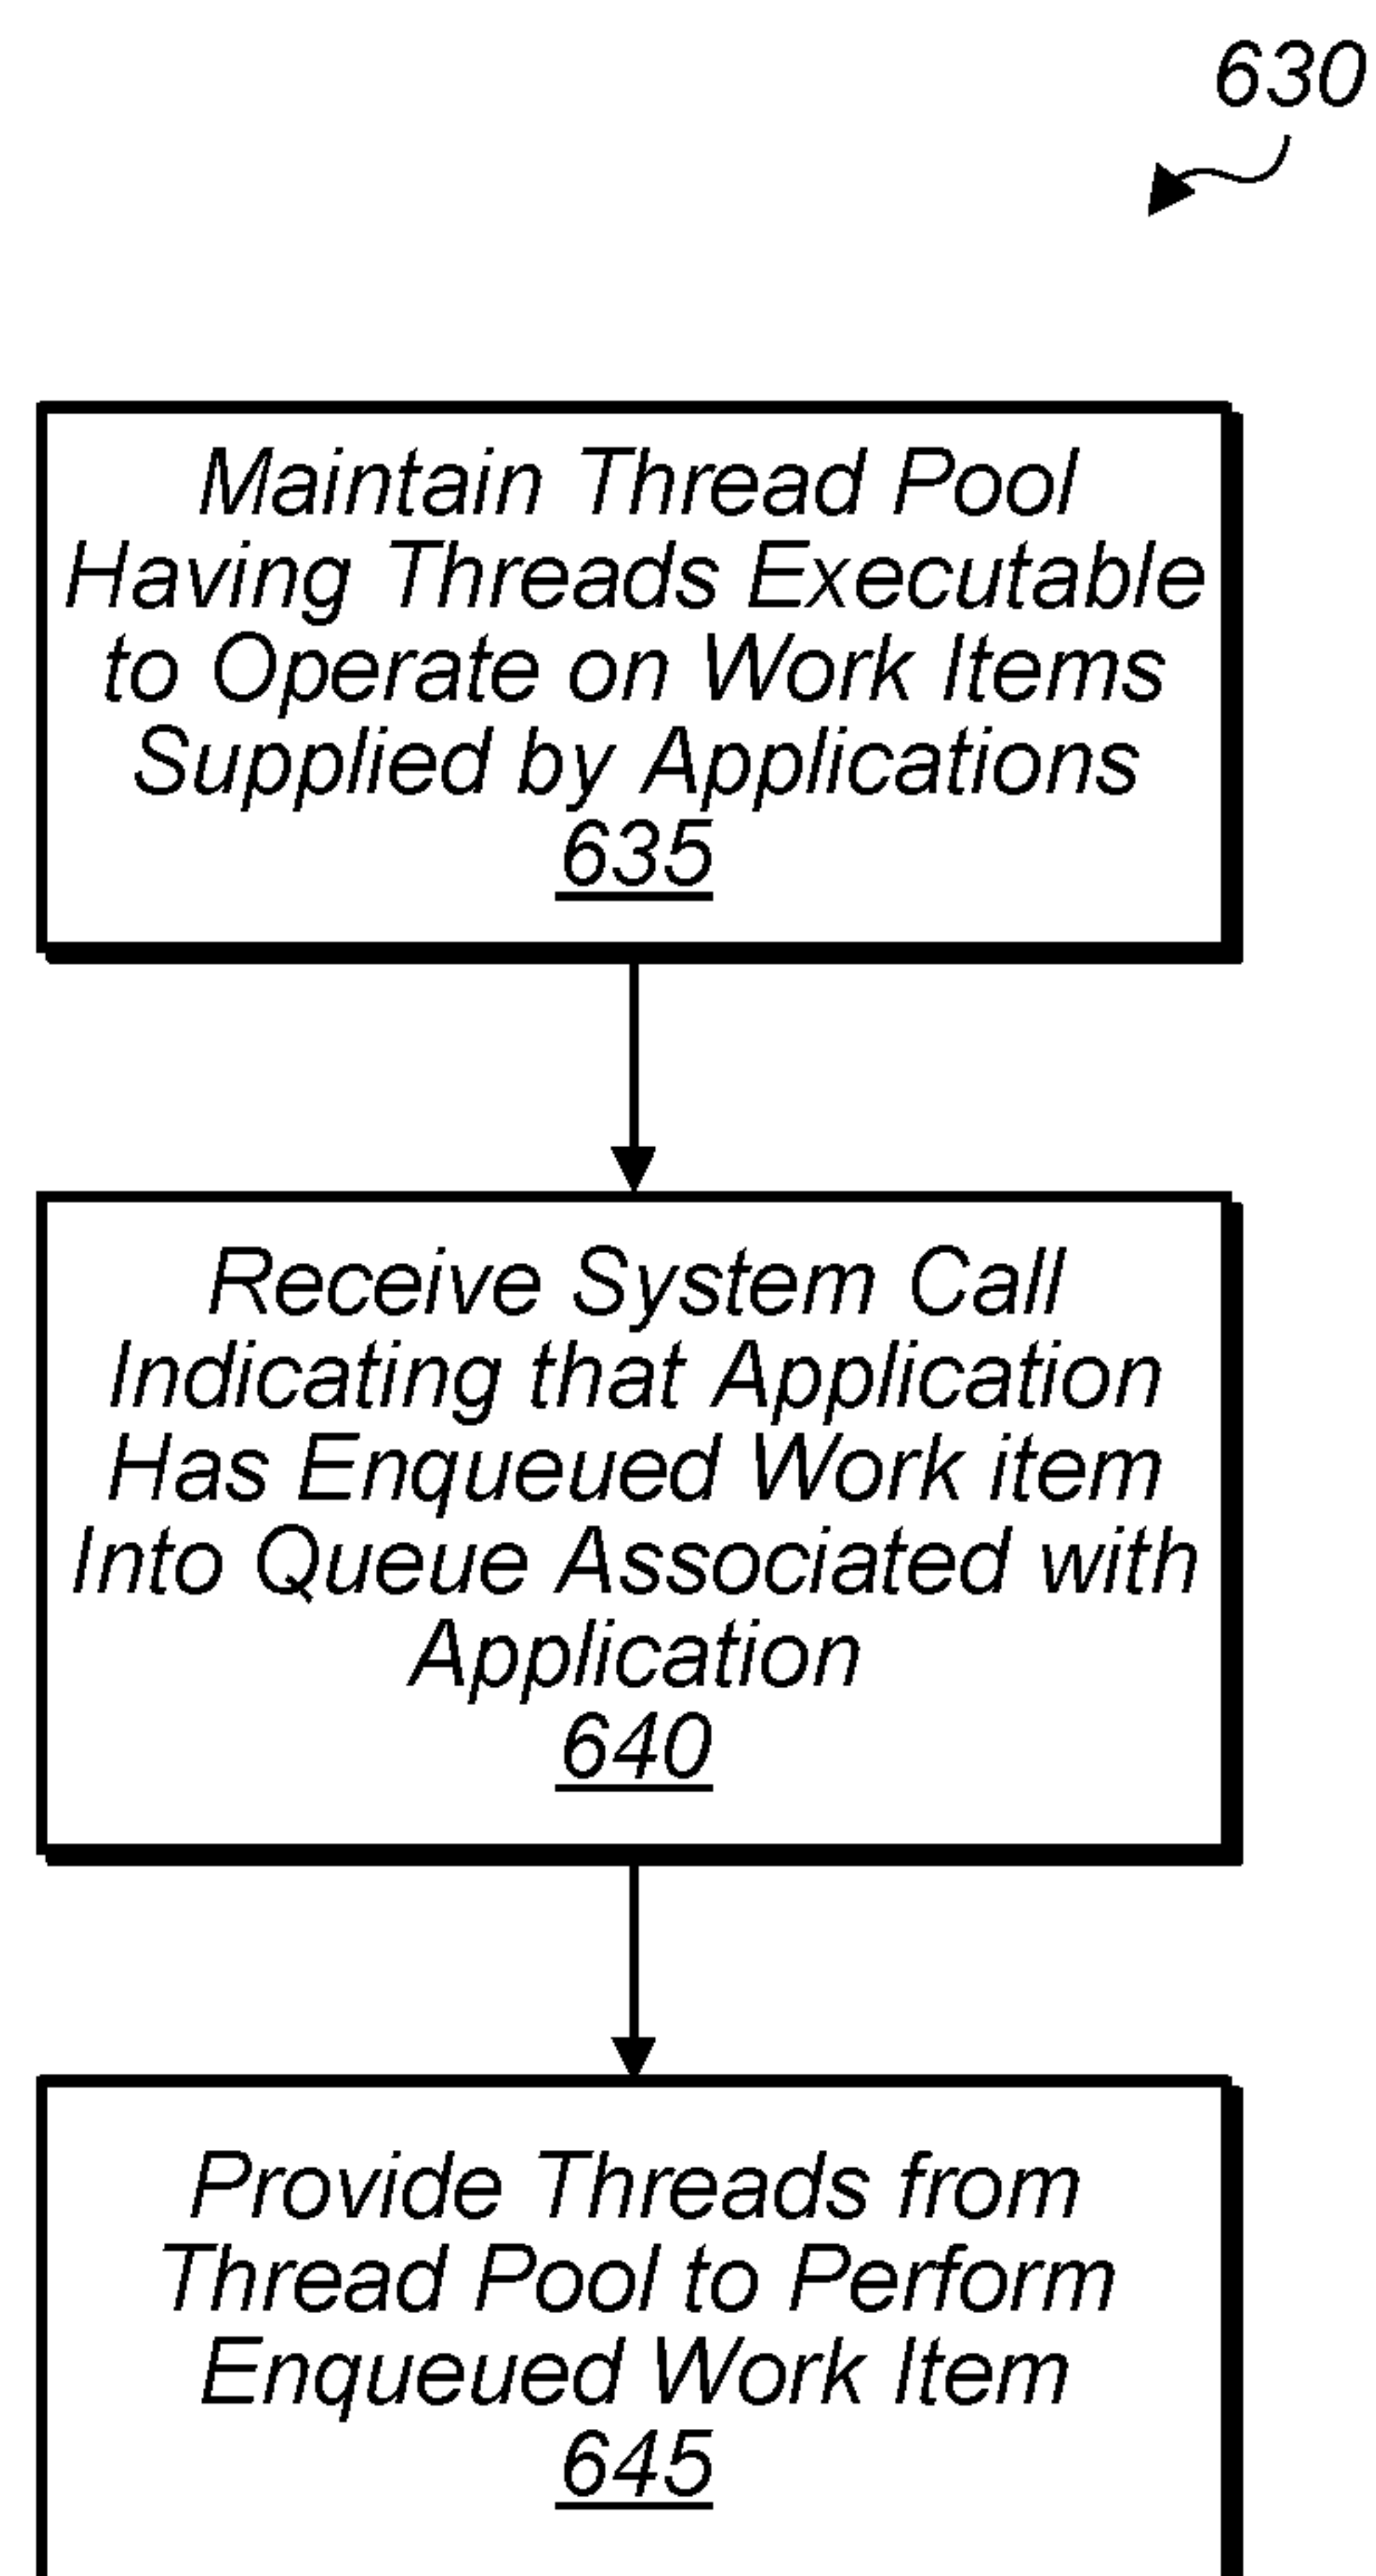 630
Maintain Thread Pool
Having Threads Executable
to Operate on Work Items
Supplied by Applications
635
Receive System Call
Indicating that Application
Has Enqueued Work item
Into Queue Associated with
Application
640
Provide Threads from
Thread Pool to Perform
Enqueued Work Item
645